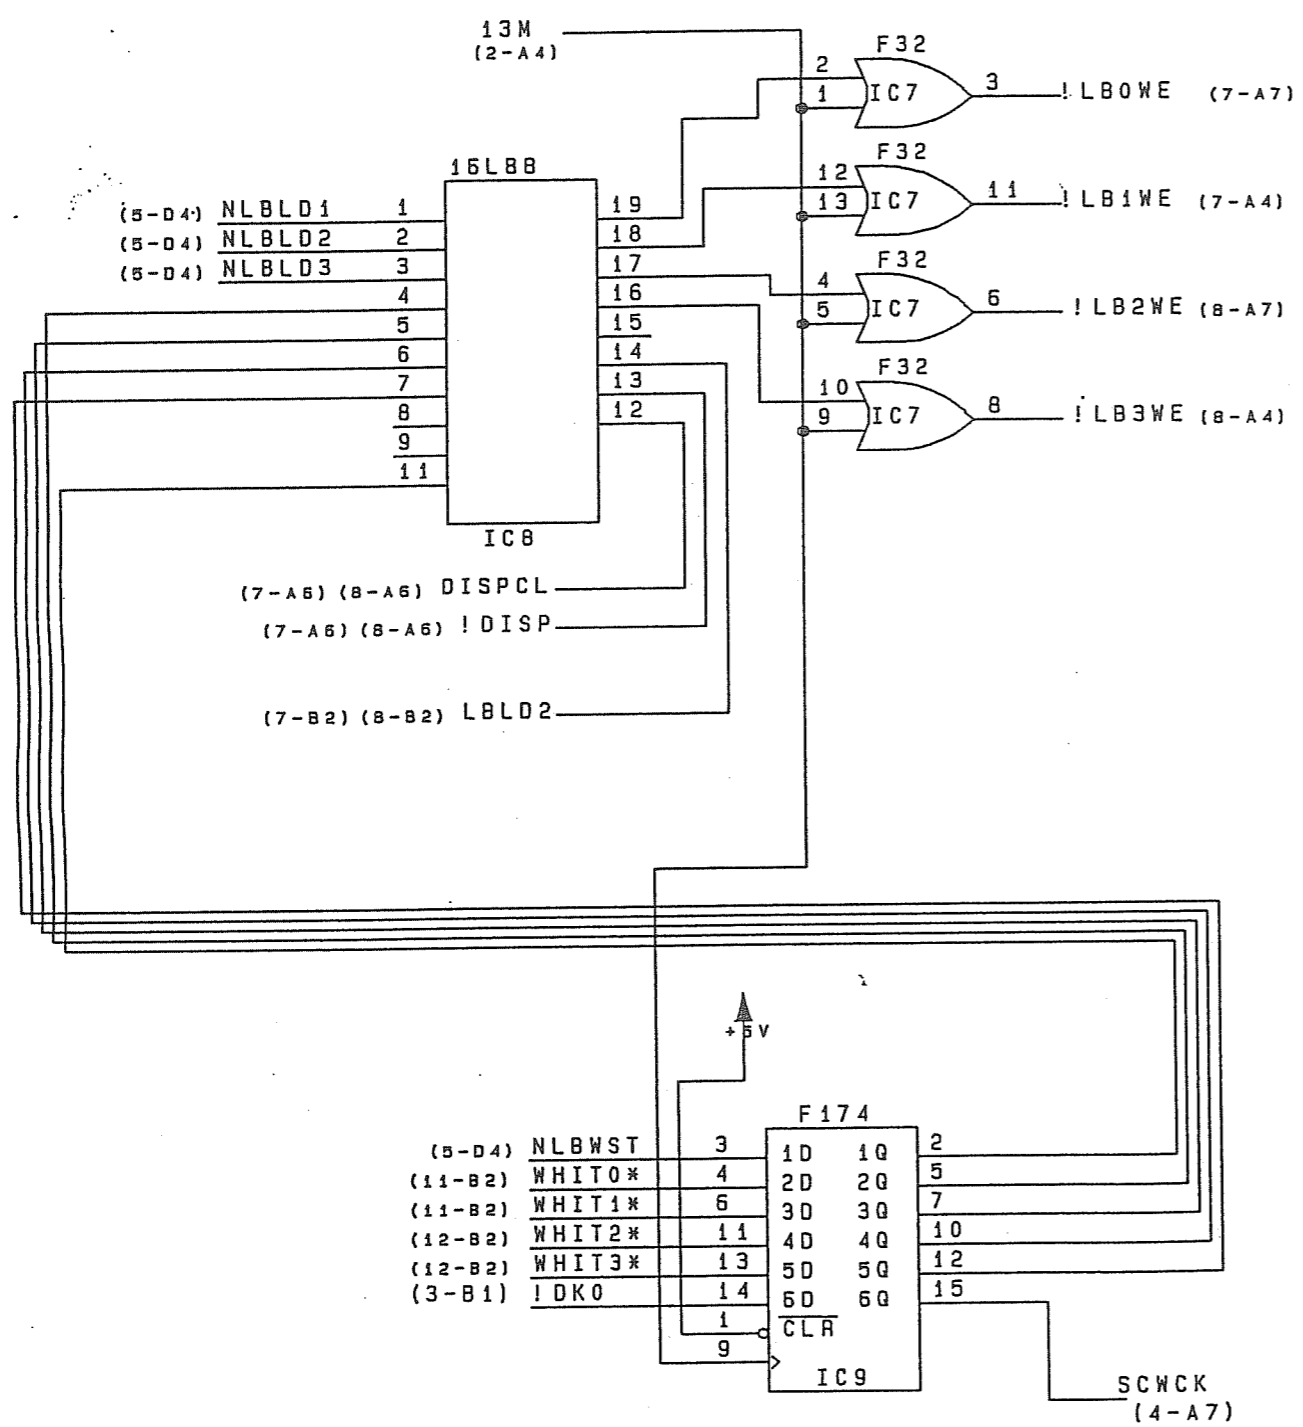 13M
(2-A4)
F32
2
1
IC7
3
!LB0WE (7-A7)
F32
12
13
IC7
11
!LB1WE (7-A4)
F32
4
5
IC7
6
!LB2WE (8-A7)
F32
10
9
IC7
8
!LB3WE (8-A4)
16L8B
(5-D4) NLBLD1 1
(5-D4) NLBLD2 2
(5-D4) NLBLD3 3
4
5
6
7
8
9
11
19
18
17
16
15
14
13
12
IC8
(7-A6) (8-A6) DISPCL
(7-A6) (8-A6) !DISP
(7-B2) (8-B2) LBLD2
+5V
F174
(5-D4) NLBWST 3 1D 1Q 2
(11-B2) WHIT0* 4 2D 2Q 5
(11-B2) WHIT1* 6 3D 3Q 7
(12-B2) WHIT2* 11 4D 4Q 10
(12-B2) WHIT3* 13 5D 5Q 12
(3-B1) !DK0 14 6D 6Q 15
1 CLR
9
IC9
SCWCK
(4-A7)